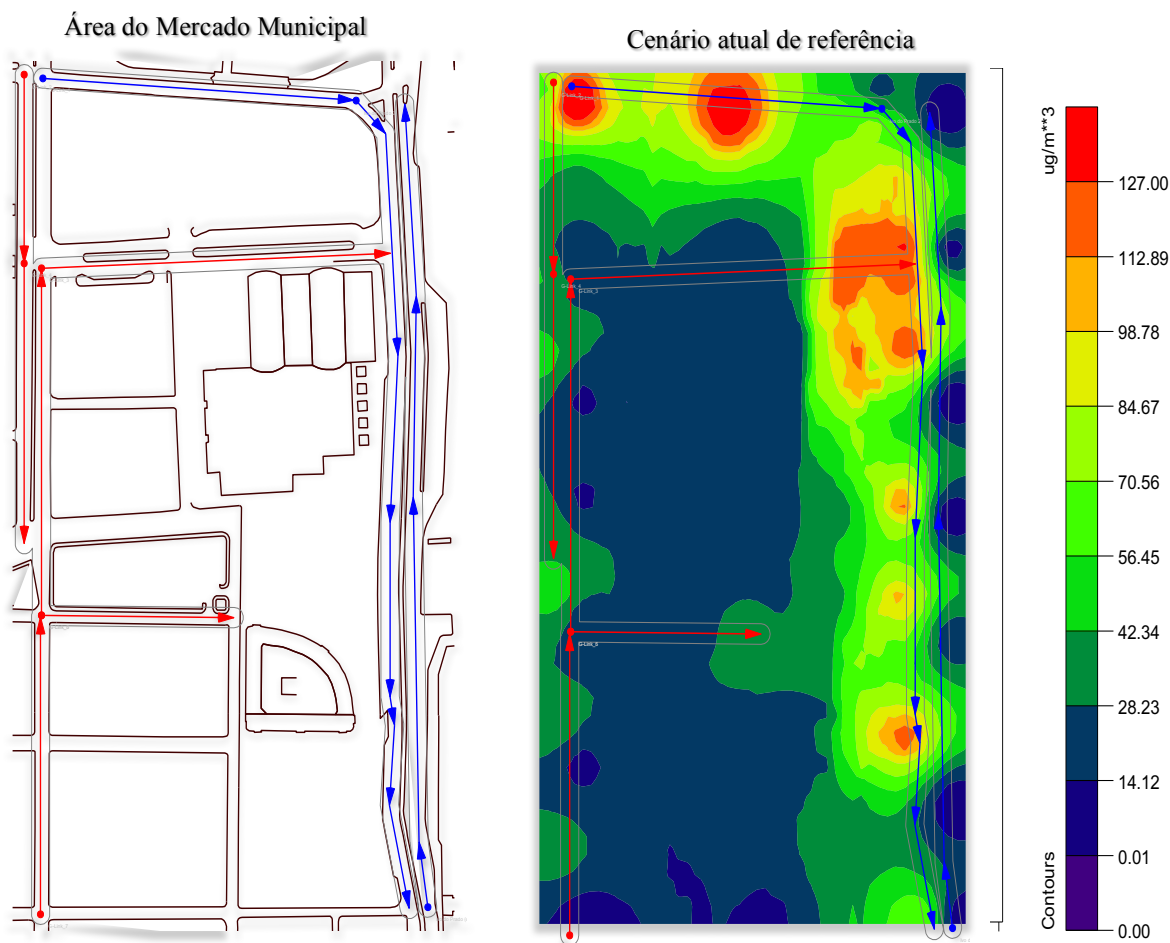 Área do Mercado Municipal
Cenário atual de referência
ug/m**3
127.00
112.89
98.78
84.67
70.56
56.45
42.34
28.23
14.12
0.01
0.00
Contours